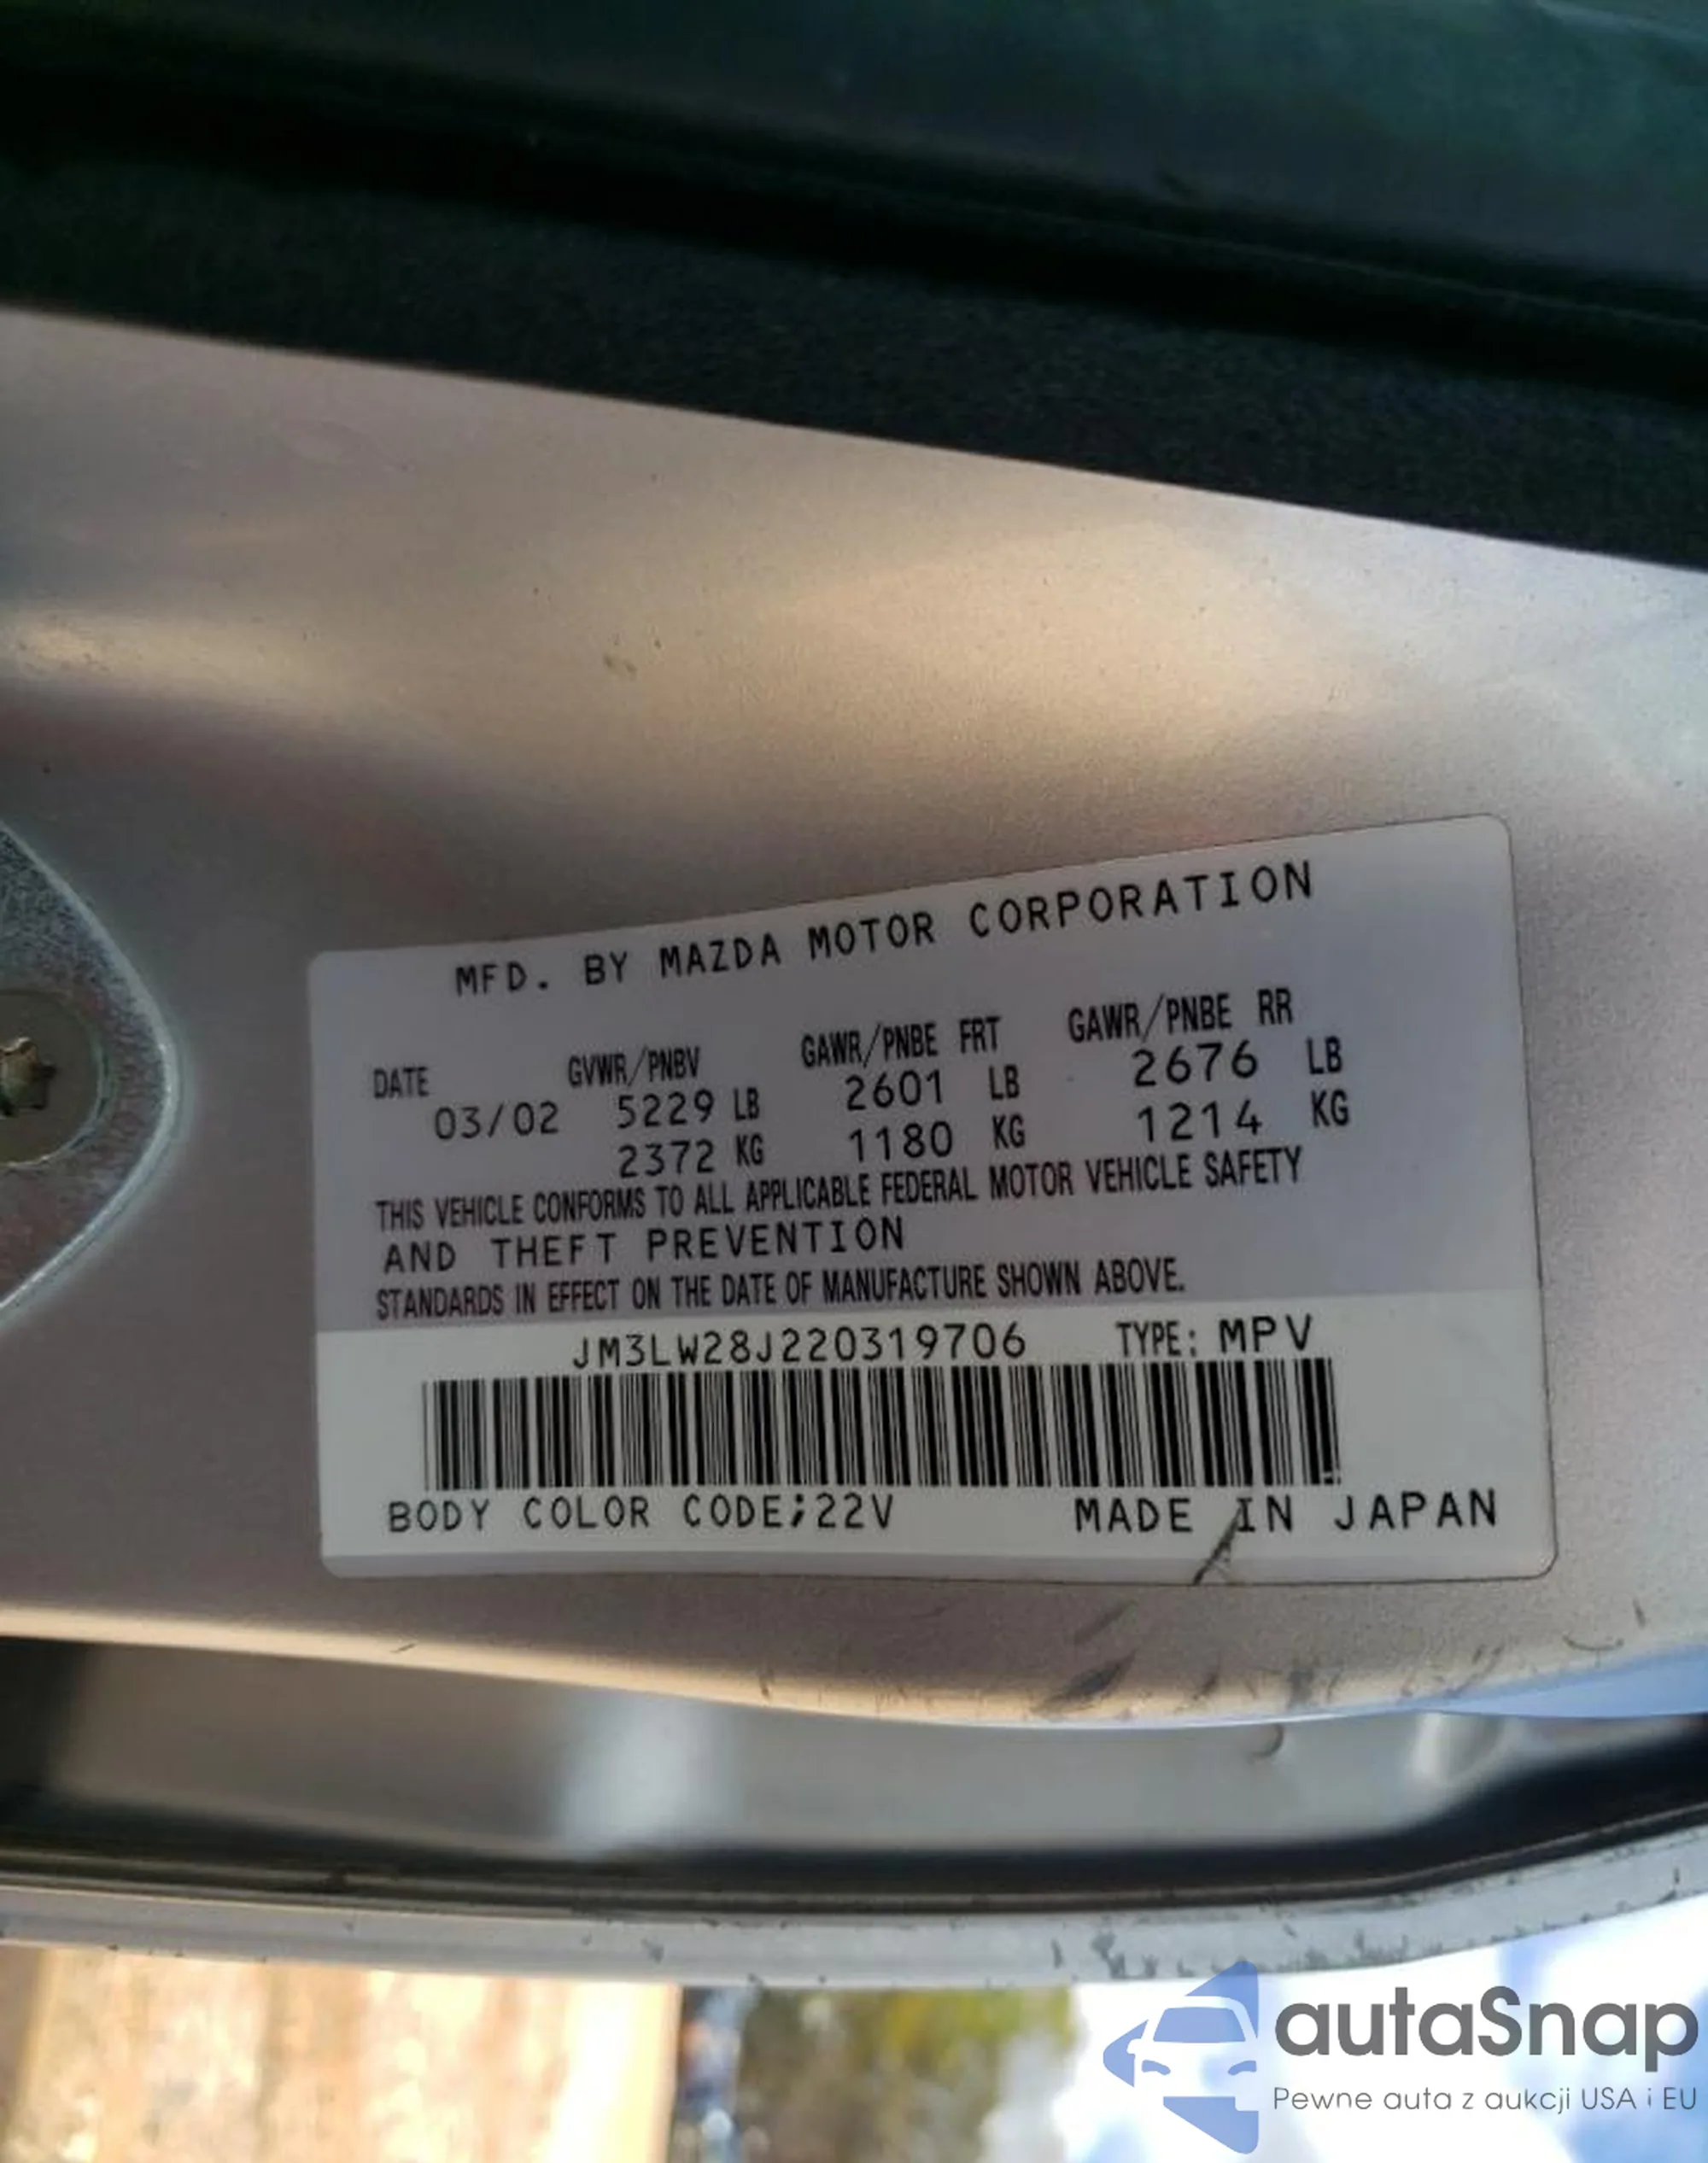 MFD. BY MAZDA MOTOR CORPORATION
DATE GVWR/PNBV GAWR/PNBE FRT GAWR/PNBE RR
03/02 5229 LB 2601 LB 2676 LB
2372 KG 1180 KG 1214 KG
THIS VEHICLE CONFORMS TO ALL APPLICABLE FEDERAL MOTOR VEHICLE SAFETY
AND THEFT PREVENTION
STANDARDS IN EFFECT ON THE DATE OF MANUFACTURE SHOWN ABOVE.
JM3LW28J220319706 TYPE: MPV
BODY COLOR CODE;22V MADE IN JAPAN
autaSnap
Pewne auta z aukcji USA i EU